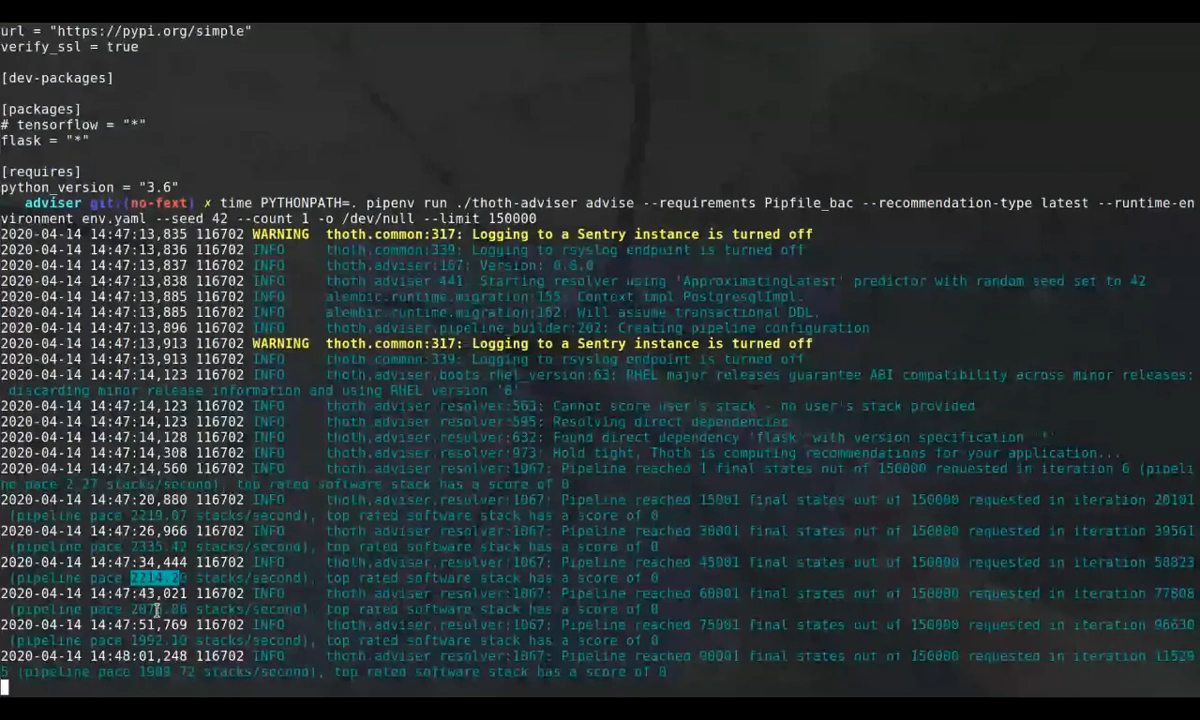 url = "https://pypi.org/simple"
verify_ssl = true
[dev-packages]
[packages]
# tensorflow = "*"
flask = "*"
[requires]
python_version = "3.6"
adviser git:(no-fext) ✗ time PYTHONPATH=. pipenv run ./thoth-adviser advise --requirements Pipfile_bac --recommendation-type latest --runtime-en
vironment env.yaml --seed 42 --count 1 -o /dev/null --limit 150000
2020-04-14 14:47:13,835 116702 WARNING thoth.common:317: Logging to a Sentry instance is turned off
2020-04-14 14:47:13,836 116702 INFO thoth.common:339: Logging to rsyslog endpoint is turned off
2020-04-14 14:47:13,837 116702 INFO thoth.adviser:167: Version: 0.8.0
2020-04-14 14:47:13,838 116702 INFO thoth.adviser 441: Starting resolver using 'ApproximatingLatest' predictor with random seed set to 42
2020-04-14 14:47:13,885 116702 INFO alembic.runtime.migration:155: Context impl PostgresqlImpl.
2020-04-14 14:47:13,885 116702 INFO alembic.runtime.migration:162: Will assume transactional DDL.
2020-04-14 14:47:13,896 116702 INFO thoth.adviser.pipeline_builder:202: Creating pipeline configuration
2020-04-14 14:47:13,913 116702 WARNING thoth.common:317: Logging to a Sentry instance is turned off
2020-04-14 14:47:13,913 116702 INFO thoth.common:339: Logging to rsyslog endpoint is turned off
2020-04-14 14:47:14,123 116702 INFO thoth.adviser.boots rhel_version:63: RHEL major releases guarantee ABI compatibility across minor releases:
discarding minor release information and using RHEL version '8'
2020-04-14 14:47:14,123 116702 INFO thoth.adviser resolver:563: Cannot score user's stack - no user's stack provided
2020-04-14 14:47:14,123 116702 INFO thoth.adviser resolver:595: Resolving direct dependencies
2020-04-14 14:47:14,128 116702 INFO thoth.adviser resolver:632: Found direct dependency 'flask' with version specification '*'
2020-04-14 14:47:14,308 116702 INFO thoth.adviser resolver:973: Hold tight, Thoth is computing recommendations for your application...
2020-04-14 14:47:14,560 116702 INFO thoth.adviser resolver:1067: Pipeline reached 1 final states out of 150000 requested in iteration 6 (pipeli
ne pace 2.27 stacks/second), top rated software stack has a score of 0
2020-04-14 14:47:20,880 116702 INFO thoth.adviser resolver:1067: Pipeline reached 15001 final states out of 150000 requested in iteration 20181
(pipeline pace 2219.07 stacks/second), top rated software stack has a score of 0
2020-04-14 14:47:26,966 116702 INFO thoth.adviser resolver:1067: Pipeline reached 30001 final states out of 150000 requested in iteration 39561
(pipeline pace 2335.42 stacks/second), top rated software stack has a score of 0
2020-04-14 14:47:34,444 116702 INFO thoth.adviser resolver:1067: Pipeline reached 45001 final states out of 150000 requested in iteration 58823
(pipeline pace 2214.20 stacks/second), top rated software stack has a score of 0
2020-04-14 14:47:43,021 116702 INFO thoth.adviser resolver:1067: Pipeline reached 60001 final states out of 150000 requested in iteration 77808
(pipeline pace stacks/second), top rated software stack has a score of 0
2020-04-14 14:47:51,769 116702 INFO thoth.adviser resolver:1067: Pipeline reached 75001 final states out of 150000 requested in iteration 96630
(pipeline pace 1992.10 stacks/second), top rated software stack has a score of 0
2020-04-14 14:48:01,248 116702 INFO thoth.adviser resolver:1067: Pipeline reached 90001 final states out of 150000 requested in iteration 11529
5 (pipeline pace 1909 72 stacks/second), top rated software stack has a score of 0